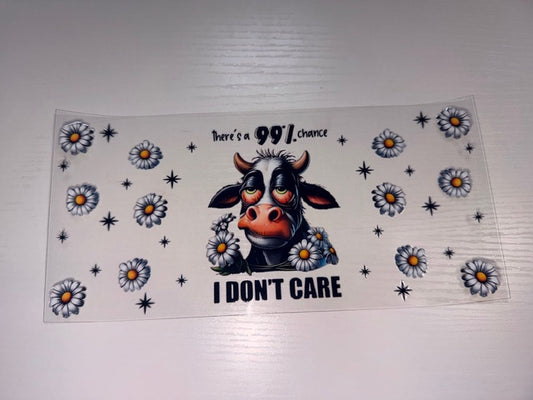 There's a 99% chance
I DON'T CARE